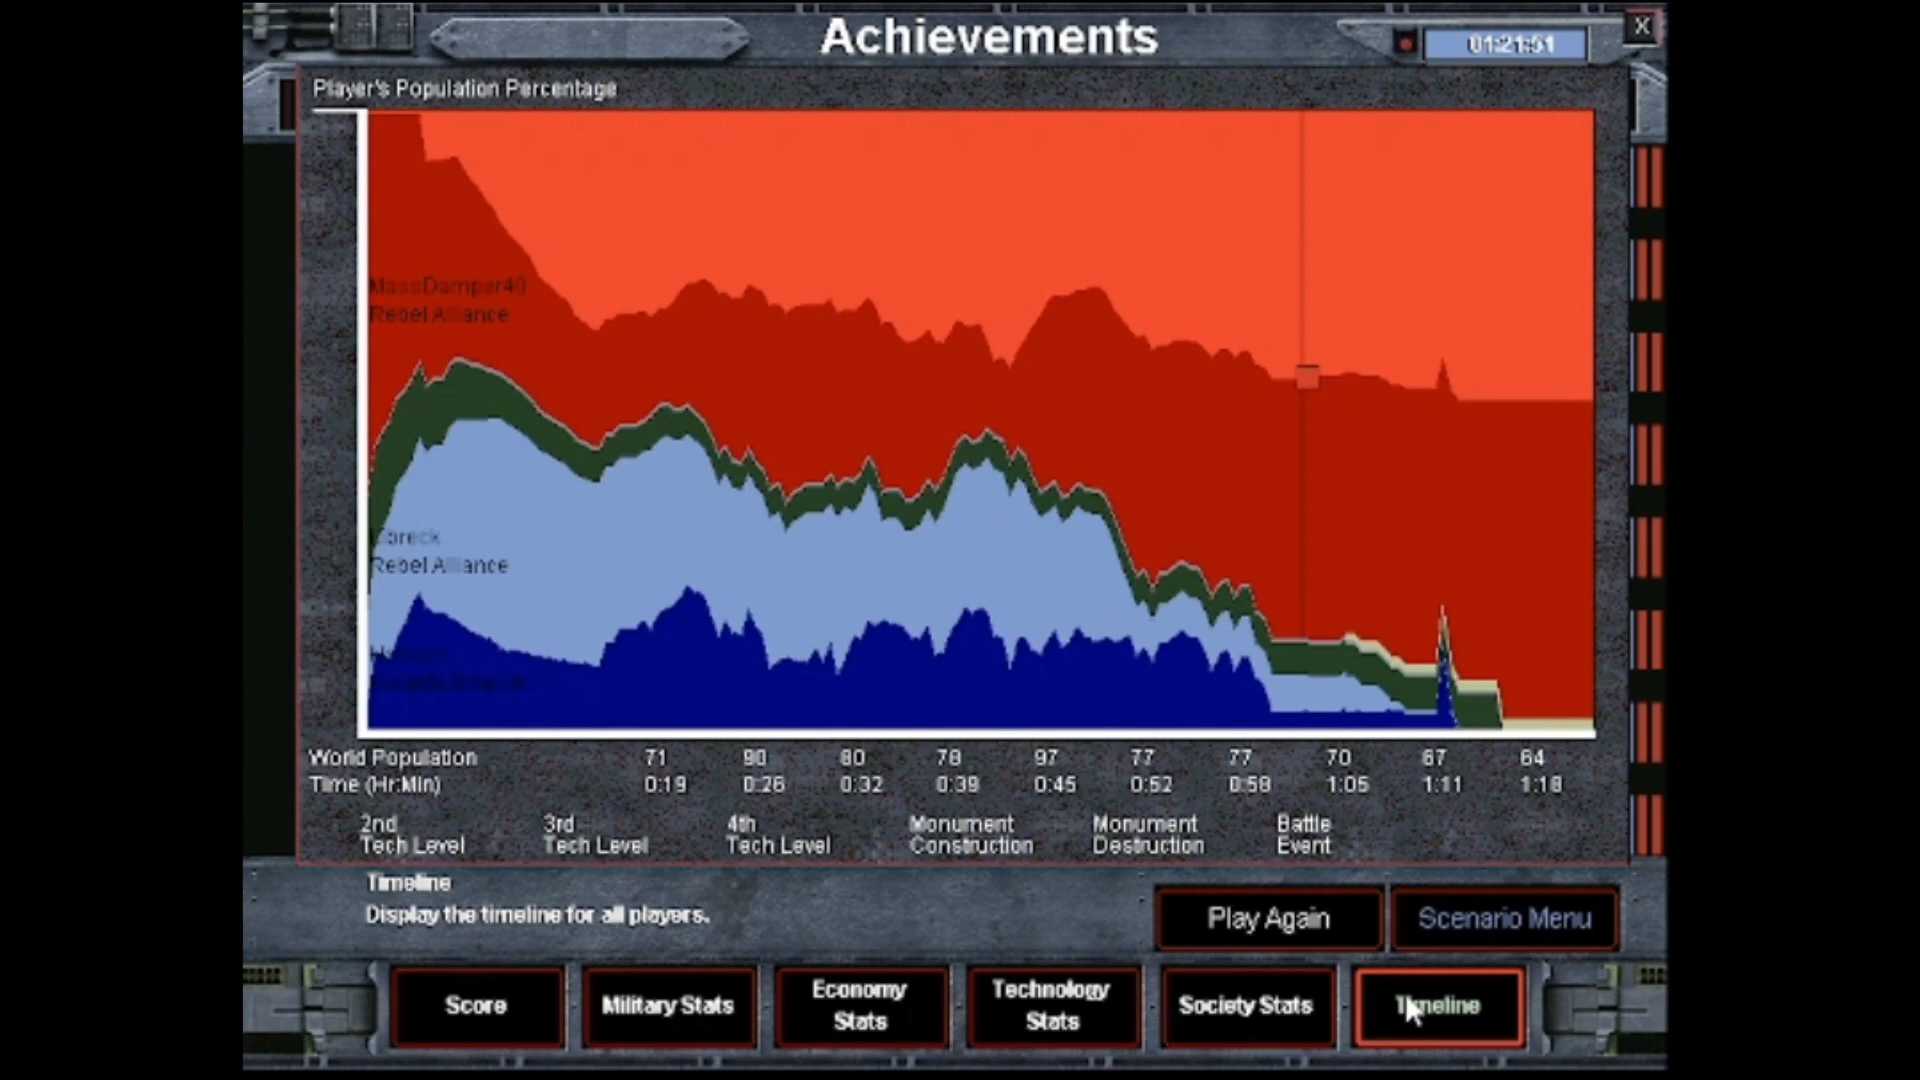 Achievements
01:21:51
X
Player's Population Percentage
MassDamper40
Rebel Alliance
Rebel Alliance
World Population 71 90 80 78 97 77 77 70 67 64
Time (Hr:Min) 0:19 0:26 0:32 0:39 0:45 0:52 0:58 1:05 1:11 1:18
2nd Tech Level
3rd Tech Level
4th Tech Level
Monument Construction
Monument Destruction
Battle Event
Timeline
Display the timeline for all players.
Play Again
Scenario Menu
Score
Military Stats
Economy Stats
Technology Stats
Society Stats
Timeline